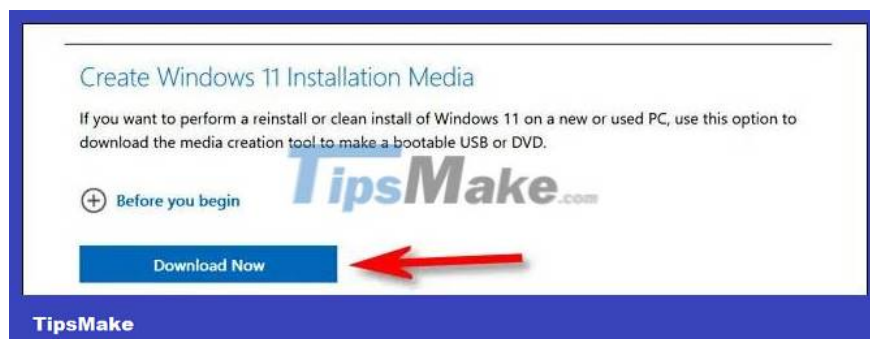 Create Windows 11 Installation Media
If you want to perform a reinstall or clean install of Windows 11 on a new or used PC, use this option to
download the media creation tool to make a bootable USB or DVD.
TipsMake.com
Before you begin
Download Now
TipsMake